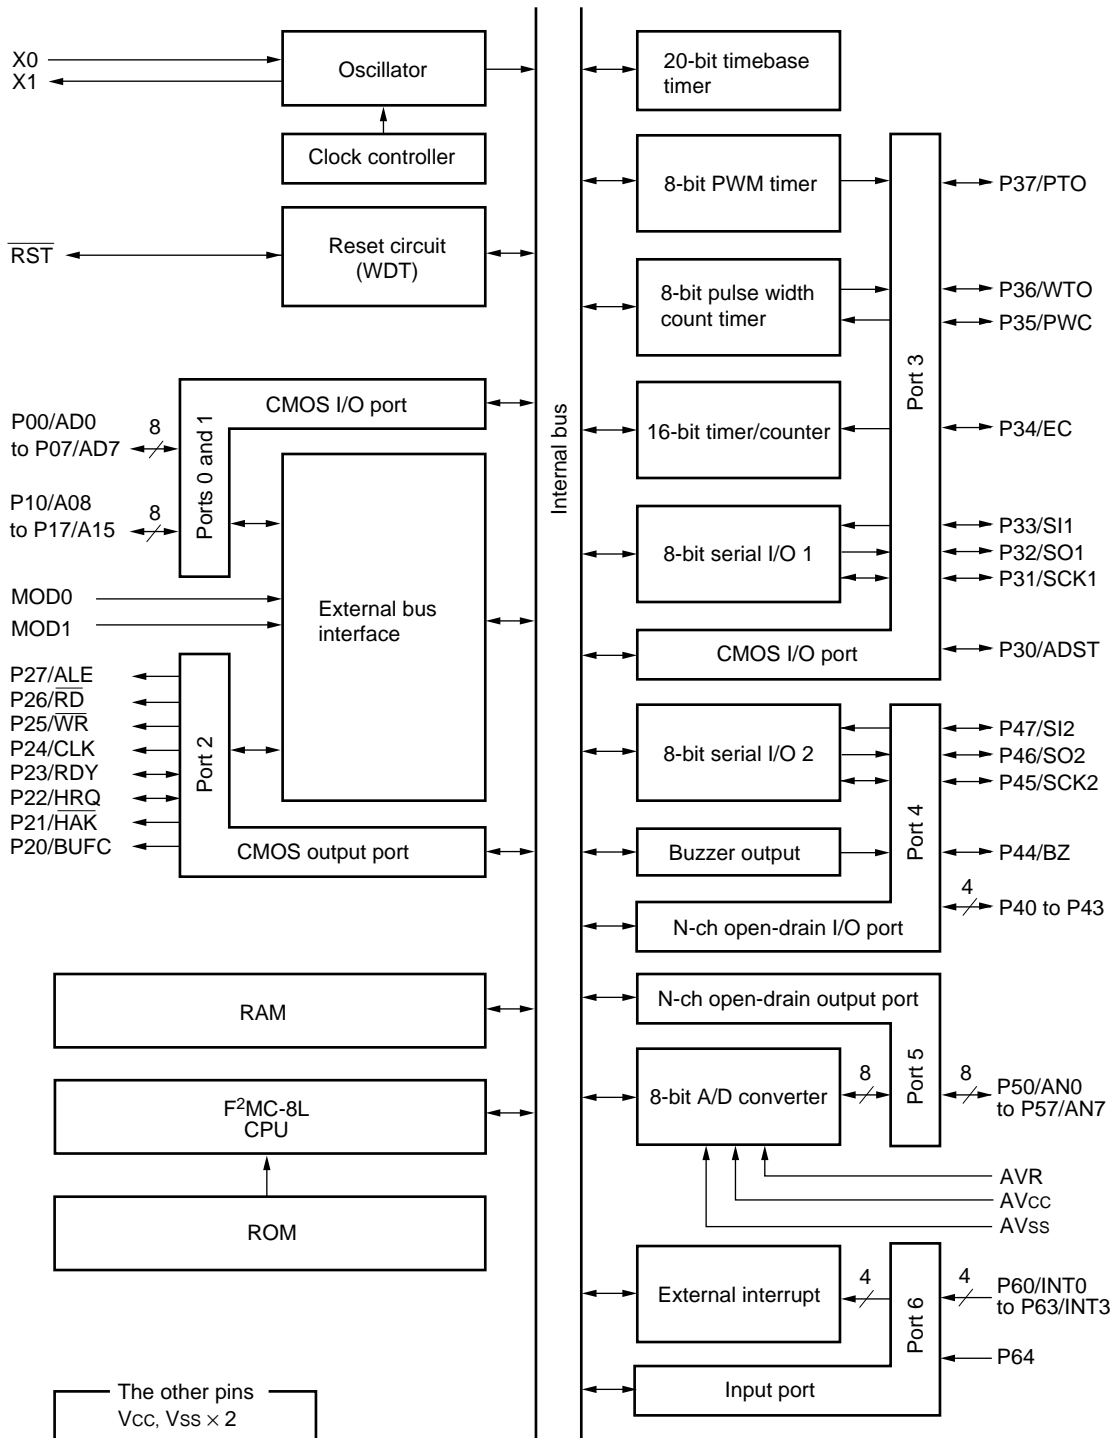 X0
X1
Oscillator
Clock controller
RST
Reset circuit
(WDT)
CMOS I/O port
P00/AD0
to P07/AD7
8
P10/A08
to P17/A15
8
Ports 0 and 1
MOD0
MOD1
External bus
interface
P27/ALE
P26/RD
P25/WR
P24/CLK
P23/RDY
P22/HRQ
P21/HAK
P20/BUFC
Port 2
CMOS output port
RAM
F²MC-8L
CPU
ROM
The other pins
Vcc, Vss × 2
Internal bus
20-bit timebase
timer
8-bit PWM timer
P37/PTO
8-bit pulse width
count timer
P36/WTO
P35/PWC
Port 3
16-bit timer/counter
P34/EC
8-bit serial I/O 1
P33/SI1
P32/SO1
P31/SCK1
CMOS I/O port
P30/ADST
8-bit serial I/O 2
P47/SI2
P46/SO2
P45/SCK2
Port 4
Buzzer output
P44/BZ
4
P40 to P43
N-ch open-drain I/O port
N-ch open-drain output port
8-bit A/D converter
8
Port 5
8
P50/AN0
to P57/AN7
AVR
AVcc
AVss
External interrupt
4
Port 6
4
P60/INT0
to P63/INT3
P64
Input port